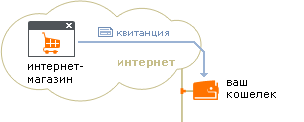 квитанция
интернет-
магазин
интернет
ваш
кошелек